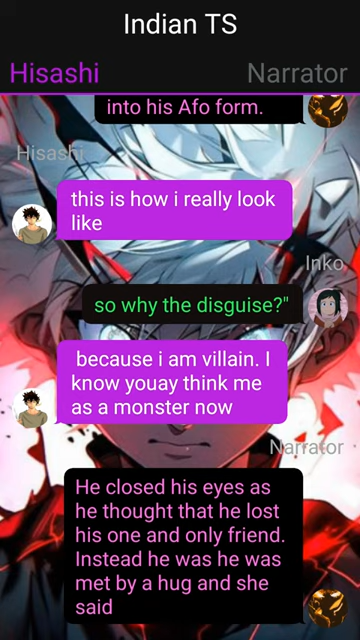 Indian TS
Hisashi
Narrator
into his Afo form.
Hisashi
this is how i really look
like
Inko
so why the disguise?"
because i am villain. I
know youay think me
as a monster now
Narrator
He closed his eyes as
he thought that he lost
his one and only friend.
Instead he was he was
met by a hug and she
said